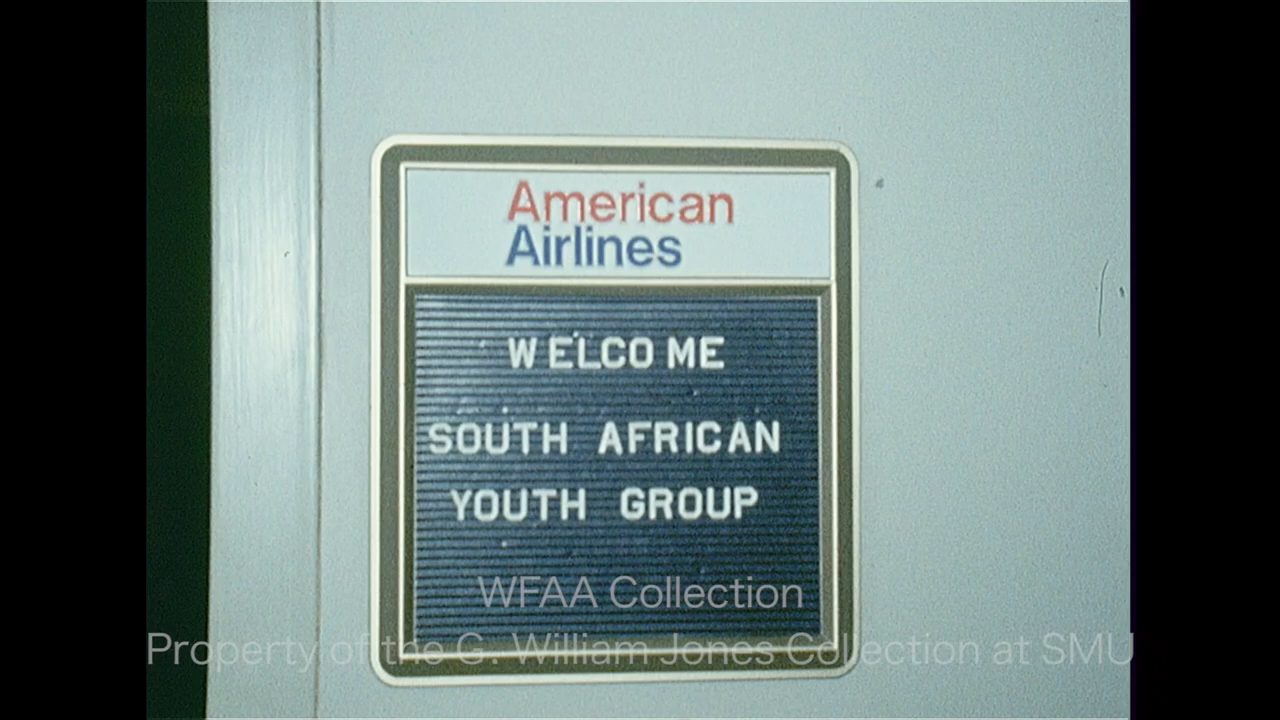 American
Airlines
WELCOME
SOUTH AFRICAN
YOUTH GROUP
WFAA Collection
Property of the G. William Jones Collection at SMU